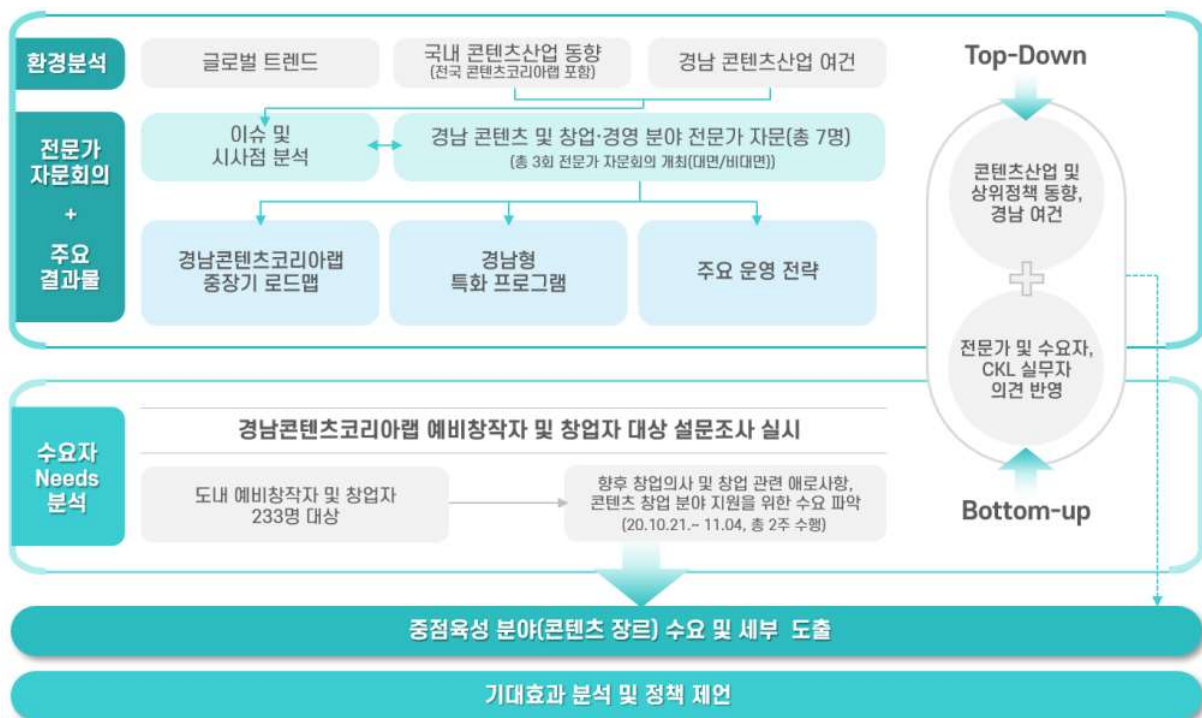 환경분석
글로벌 트렌드
국내 콘텐츠산업 동향
(전국 콘텐츠코리아랩 포함)
경남 콘텐츠산업 여건
전문가
자문회의
+
주요
결과물
이슈 및
시사점 분석
경남 콘텐츠 및 창업·경영 분야 전문가 자문(총 7명)
(총 3회 전문가 자문회의 개최(대면/비대면))
경남콘텐츠코리아랩
중장기 로드맵
경남형
특화 프로그램
주요 운영 전략
Top-Down
콘텐츠산업 및
상위정책 동향,
경남 여건
전문가 및 수요자,
CKL 실무자
의견 반영
Bottom-up
수요자
Needs
분석
경남콘텐츠코리아랩 예비창작자 및 창업자 대상 설문조사 실시
도내 예비창작자 및 창업자
233명 대상
향후 창업의사 및 창업 관련 애로사항,
콘텐츠 창업 분야 지원을 위한 수요 파악
(20.10.21.~ 11.04, 총 2주 수행)
중점육성 분야(콘텐츠 장르) 수요 및 세부 도출
기대효과 분석 및 정책 제언